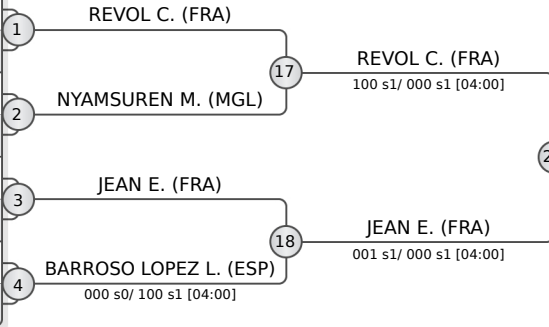 REVOL C. (FRA)
1
17
REVOL C. (FRA)
100 s1/ 000 s1 [04:00]
NYAMSUREN M. (MGL)
2
JEAN E. (FRA)
3
18
JEAN E. (FRA)
001 s1/ 000 s1 [04:00]
BARROSO LOPEZ L. (ESP)
4
000 s0/ 100 s1 [04:00]